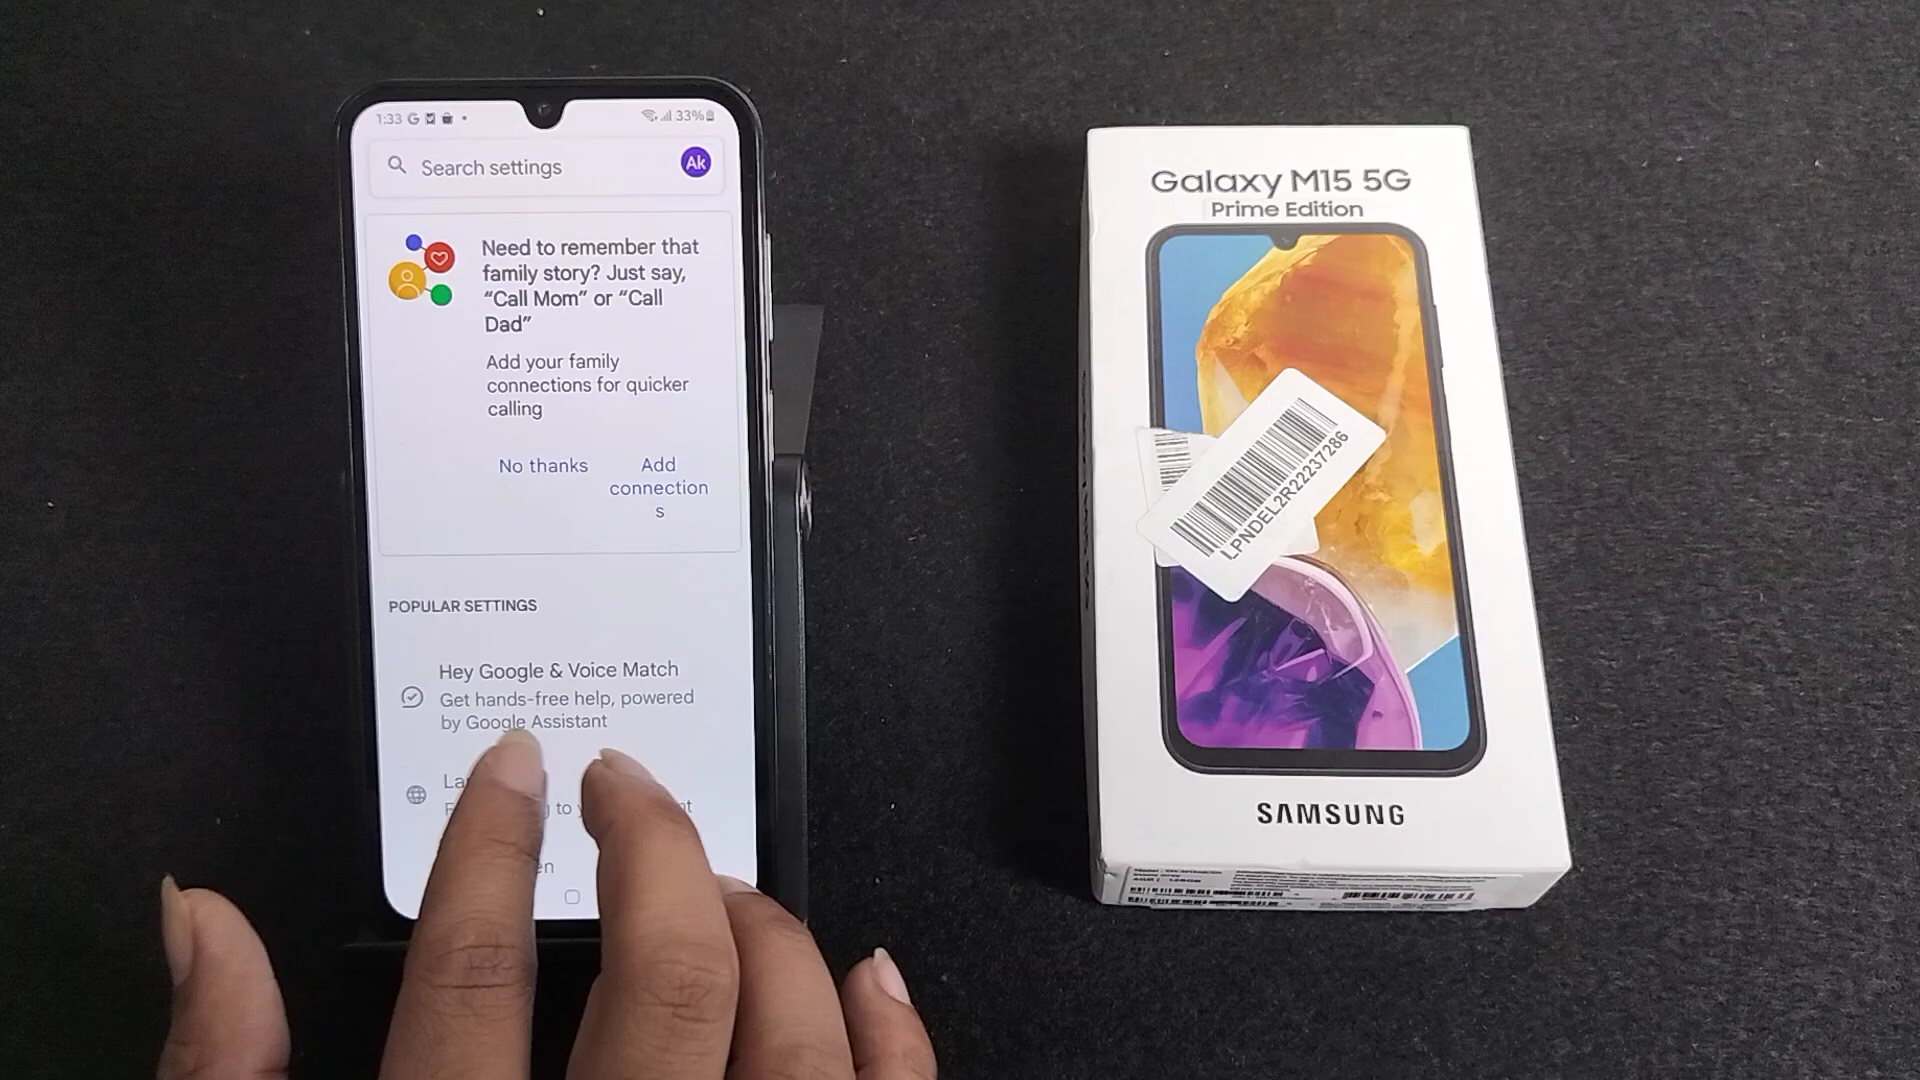 1:33
33%
Search settings
Ak
Need to remember that
family story? Just say,
“Call Mom” or “Call
Dad”
Add your family
connections for quicker
calling
No thanks
Add
connection
s
POPULAR SETTINGS
Hey Google & Voice Match
Get hands-free help, powered
by Google Assistant
Galaxy M15 5G
Prime Edition
LPNDEL2R22237286
SAMSUNG